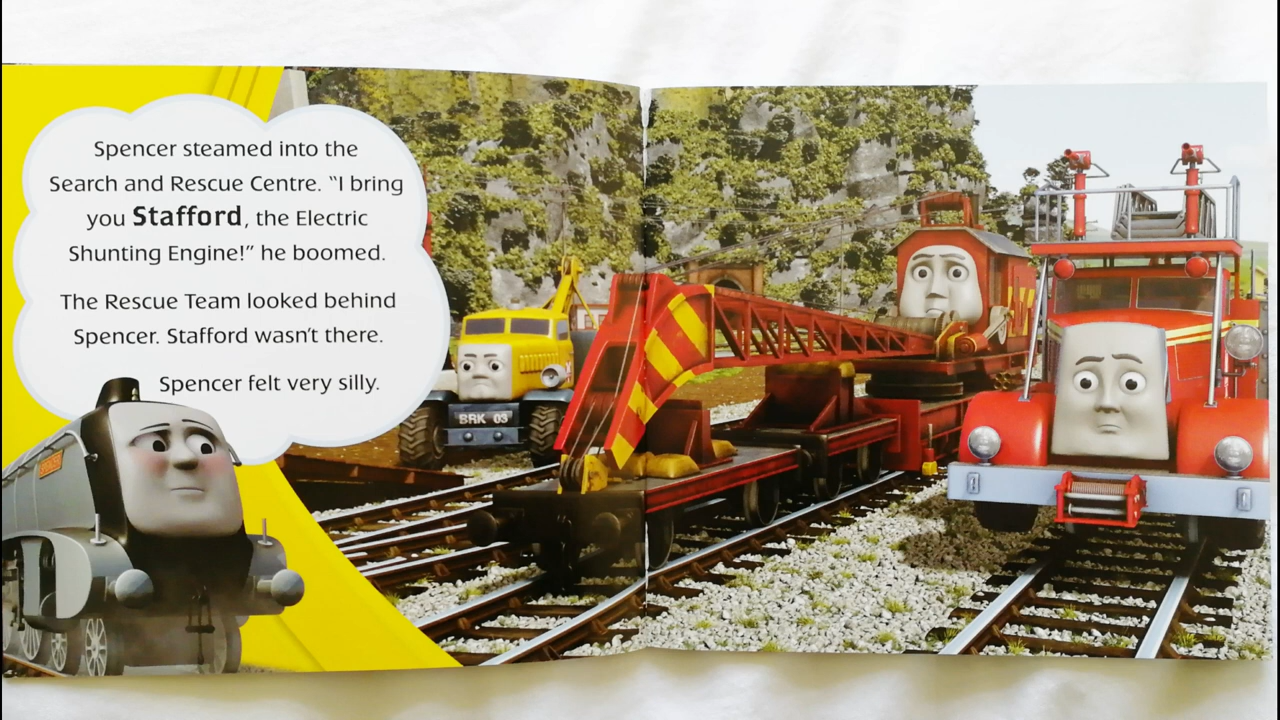 Spencer steamed into the
Search and Rescue Centre. “I bring
you Stafford, the Electric
Shunting Engine!” he boomed.
The Rescue Team looked behind
Spencer. Stafford wasn’t there.
Spencer felt very silly.
SPENCER
BRK 03